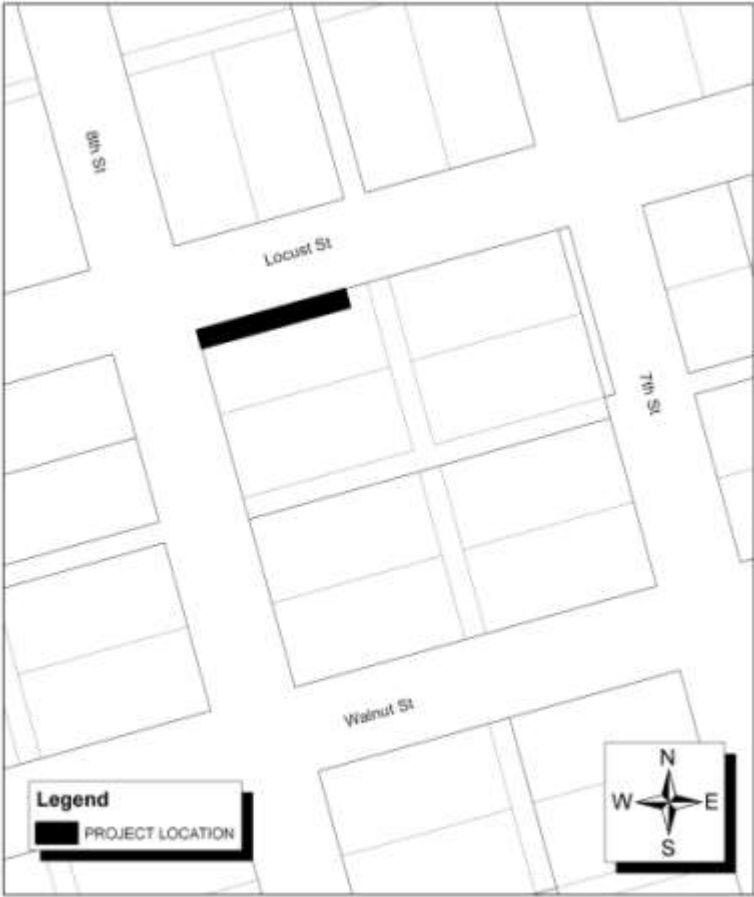 8th St
Locust St
7th St
Walnut St
Legend
PROJECT LOCATION
N
W E
S